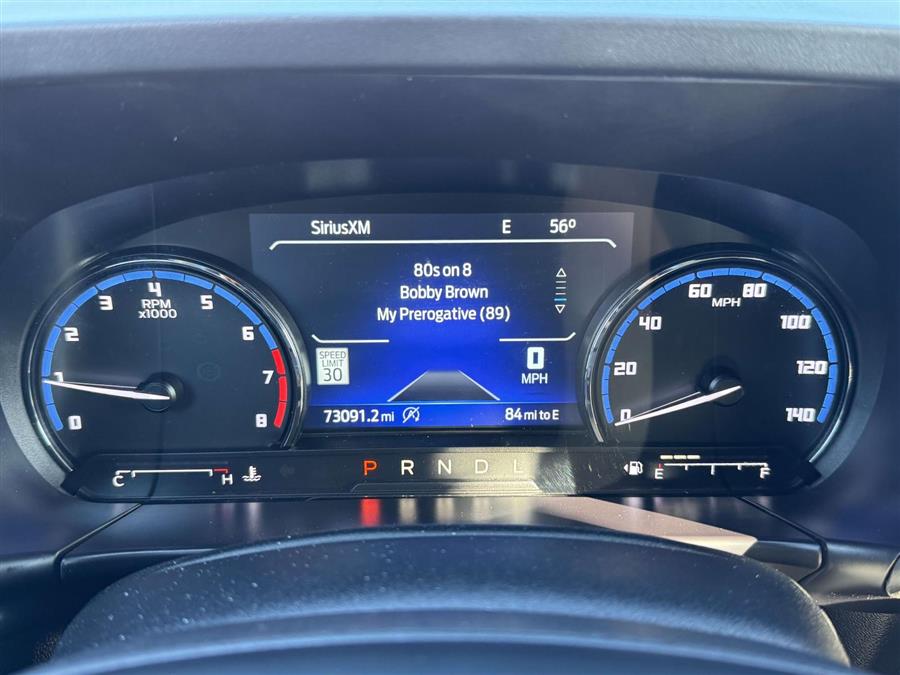 SiriusXM E 56º
80s on 8
Bobby Brown
My Prerogative (89)
SPEED
LIMIT
30
0
MPH
73091.2 mi 84 mi to E
0 1 2 3 4 5 6 7 8
RPM
x1000
0 20 40 60 80 100 120 140
MPH
C H
P R N D L
E F